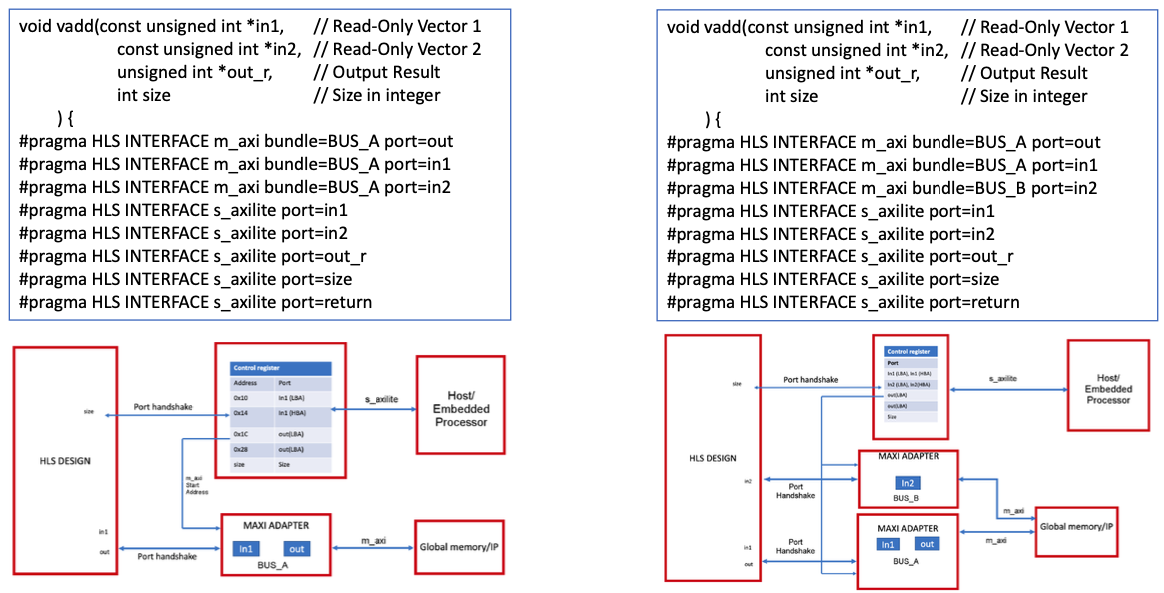 void vadd(const unsigned int *in1, // Read-Only Vector 1
const unsigned int *in2, // Read-Only Vector 2
unsigned int *out_r, // Output Result
int size // Size in integer
) {
#pragma HLS INTERFACE m_axi bundle=BUS_A port=out
#pragma HLS INTERFACE m_axi bundle=BUS_A port=in1
#pragma HLS INTERFACE m_axi bundle=BUS_A port=in2
#pragma HLS INTERFACE s_axilite port=in1
#pragma HLS INTERFACE s_axilite port=in2
#pragma HLS INTERFACE s_axilite port=out_r
#pragma HLS INTERFACE s_axilite port=size
#pragma HLS INTERFACE s_axilite port=return
Control register
Address Port
0x10 In1 (LBA)
0x14 In1 (HBA)
0x1C out(LBA)
0x28 out(LBA)
size Size
size
Port handshake
s_axilite
Host/
Embedded
Processor
HLS DESIGN
m_axi
Start
Address
in1
out
Port handshake
MAXI ADAPTER
In1 out
BUS_A
m_axi
Global memory/IP
void vadd(const unsigned int *in1, // Read-Only Vector 1
const unsigned int *in2, // Read-Only Vector 2
unsigned int *out_r, // Output Result
int size // Size in integer
) {
#pragma HLS INTERFACE m_axi bundle=BUS_A port=out
#pragma HLS INTERFACE m_axi bundle=BUS_A port=in1
#pragma HLS INTERFACE m_axi bundle=BUS_B port=in2
#pragma HLS INTERFACE s_axilite port=in1
#pragma HLS INTERFACE s_axilite port=in2
#pragma HLS INTERFACE s_axilite port=out_r
#pragma HLS INTERFACE s_axilite port=size
#pragma HLS INTERFACE s_axilite port=return
Control register
Port
In1 (LBA), In1 (HBA)
In2 (LBA), In2(HBA)
out(LBA)
out(LBA)
Size
size
Port handshake
s_axilite
Host/
Embedded
Processor
HLS DESIGN
in2
Port
Handshake
MAXI ADAPTER
In2
BUS_B
m_axi
in1
out
Port
Handshake
MAXI ADAPTER
In1 out
BUS_A
m_axi
Global memory/IP